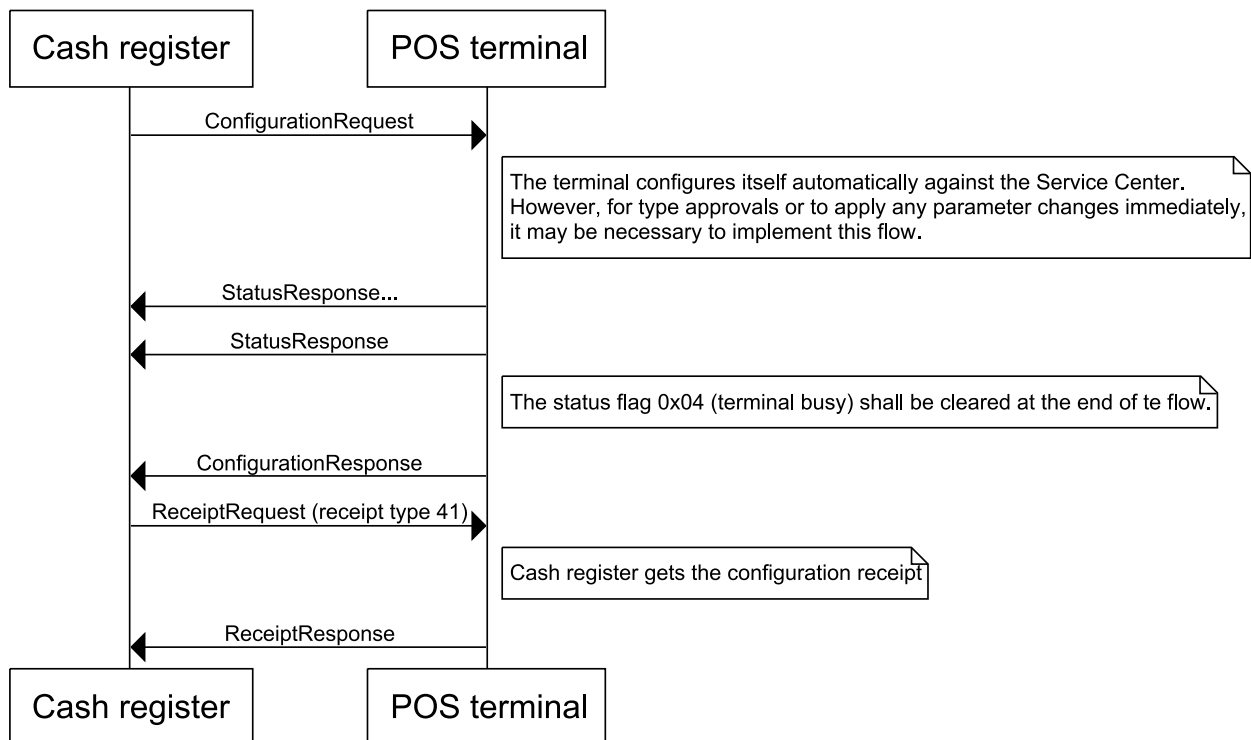 Cash register
POS terminal
ConfigurationRequest
The terminal configures itself automatically against the Service Center.
However, for type approvals or to apply any parameter changes immediately,
it may be necessary to implement this flow.
StatusResponse...
StatusResponse
The status flag 0x04 (terminal busy) shall be cleared at the end of te flow.
ConfigurationResponse
ReceiptRequest (receipt type 41)
Cash register gets the configuration receipt
ReceiptResponse
Cash register
POS terminal